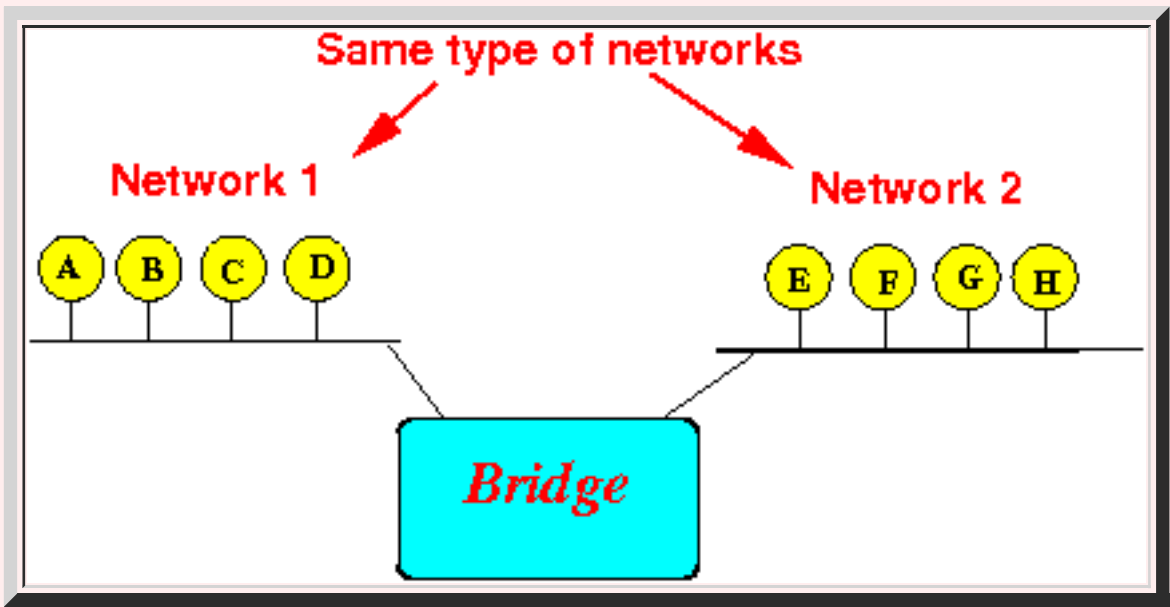 Same type of networks
Network 1
Network 2
A B C D
E F G H
Bridge